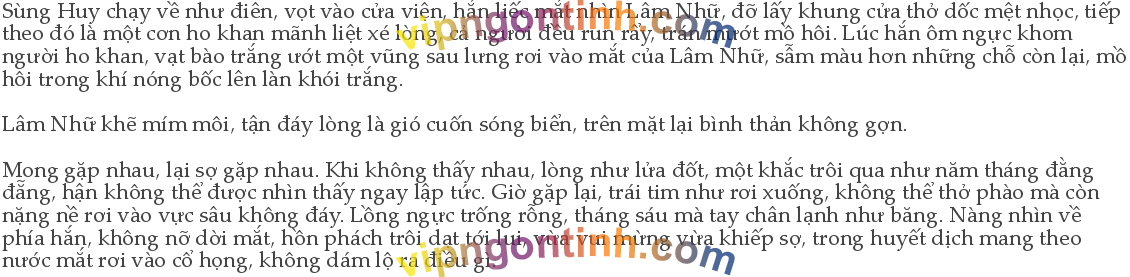 Sùng Huy chạy về như điên, vọt vào cửa viện, hắn liếc mắt nhìn Lâm Nhữ, đỡ lấy khung cửa thở dốc mệt nhọc, tiếp
theo đó là một cơn ho khan mãnh liệt xé lòng, cả người đều run rẩy, trán ướt mồ hôi. Lúc hắn ôm ngực khom
người ho khan, vạt bào trắng ướt một vũng sau lưng rơi vào mắt của Lâm Nhữ, sẫm màu hơn những chỗ còn lại, mồ
hôi trong khí nóng bốc lên làn khói trắng.
Lâm Nhữ khẽ mím môi, tận đáy lòng là gió cuốn sóng biển, trên mặt lại bình thản không gợn.
Mong gặp nhau, lại sợ gặp nhau. Khi không thấy nhau, lòng như lửa đốt, một khắc trôi qua như năm tháng đằng
đẵng, hận không thể được nhìn thấy ngay lập tức. Giờ gặp lại, trái tim như rơi xuống, không thể thở phào mà còn
nặng nề rơi vào vực sâu không đáy. Lồng ngực trống rỗng, tháng sáu mà tay chân lạnh như băng. Nàng nhìn về
phía hắn, không nỡ dời mắt, hồn phách trôi dạt tới lui, vừa vui mừng vừa khiếp sợ, trong huyết dịch mang theo
nước mắt rơi vào cổ họng, không dám lộ ra điều gì.
vipngontinh.com
vipngontinh.com